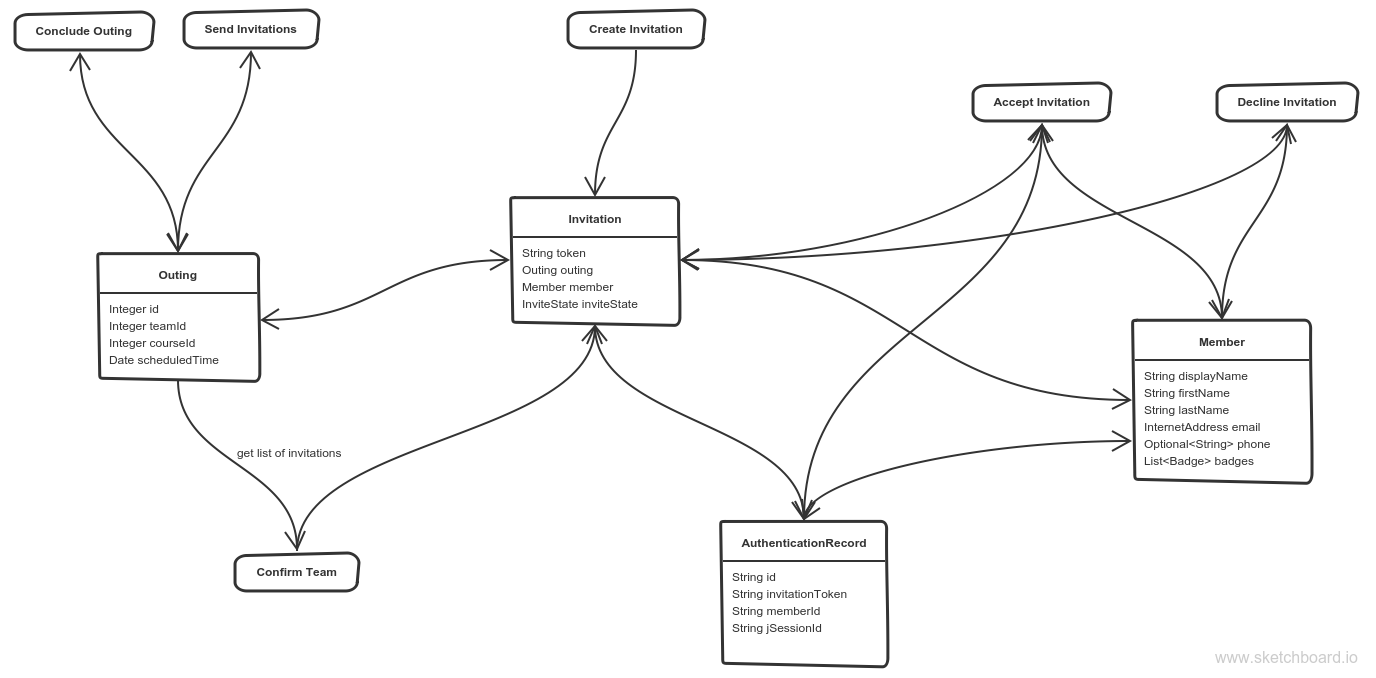 Conclude Outing
Send Invitations
Create Invitation
Accept Invitation
Decline Invitation
Invitation
String token
Outing outing
Member member
InviteState inviteState
Outing
Integer id
Integer teamId
Integer courseId
Date scheduledTime
Member
String displayName
String firstName
String lastName
InternetAddress email
Optional<String> phone
List<Badge> badges
get list of invitations
Confirm Team
AuthenticationRecord
String id
String invitationToken
String memberId
String jSessionId
www.sketchboard.io